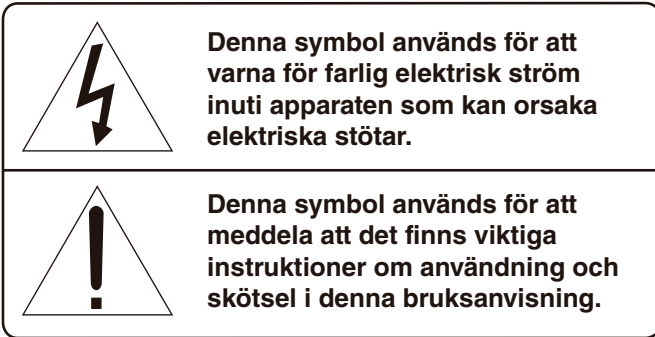 Denna symbol används för att
varna för farlig elektrisk ström
inuti apparaten som kan orsaka
elektriska stötar.
Denna symbol används för att
meddela att det finns viktiga
instruktioner om användning och
skötsel i denna bruksanvisning.